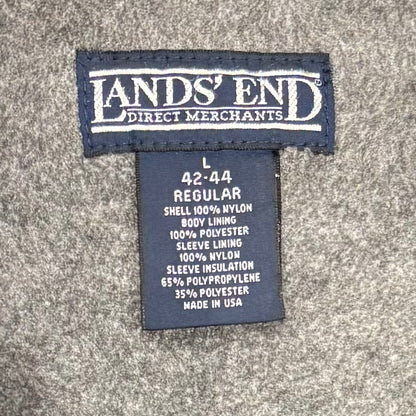 LANDS' END®
DIRECT MERCHANTS
L
42-44
REGULAR
SHELL 100% NYLON
BODY LINING
100% POLYESTER
SLEEVE LINING
100% NYLON
SLEEVE INSULATION
65% POLYPROPYLENE
35% POLYESTER
MADE IN USA